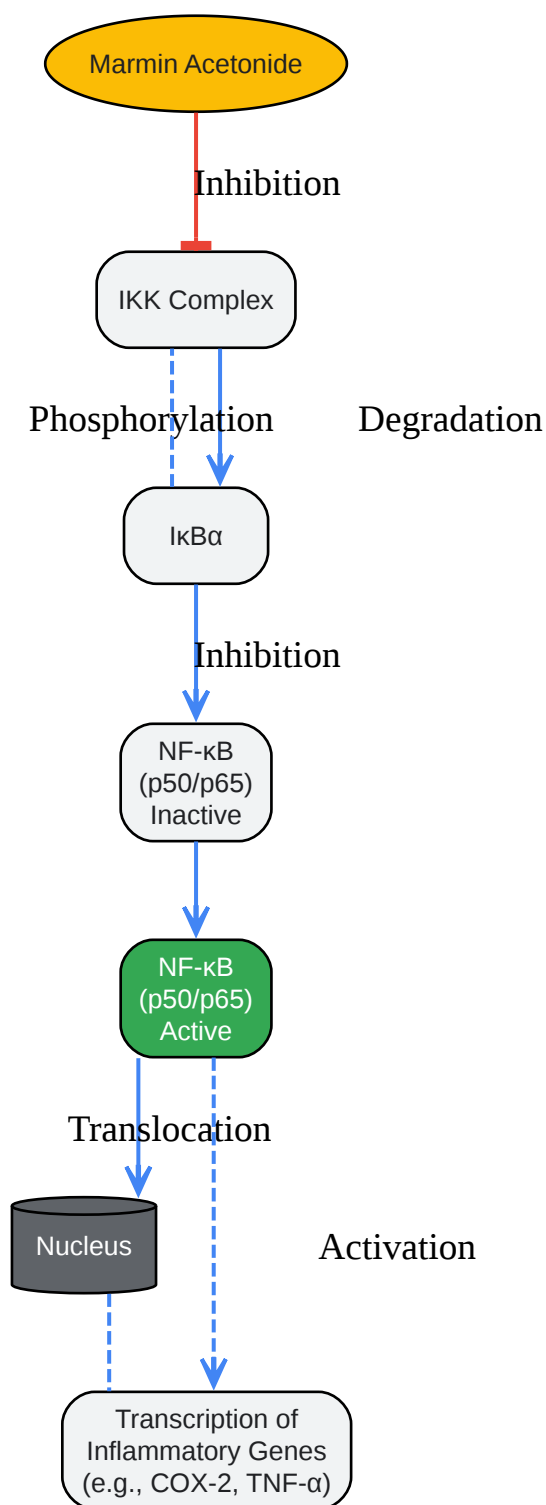 Marmin Acetonide
Inhibition
IKK Complex
Phosphorylation
Degradation
IκBα
Inhibition
NF-κB
(p50/p65)
Inactive
NF-κB
(p50/p65)
Active
Translocation
Nucleus
Activation
Transcription of
Inflammatory Genes
(e.g., COX-2, TNF-α)